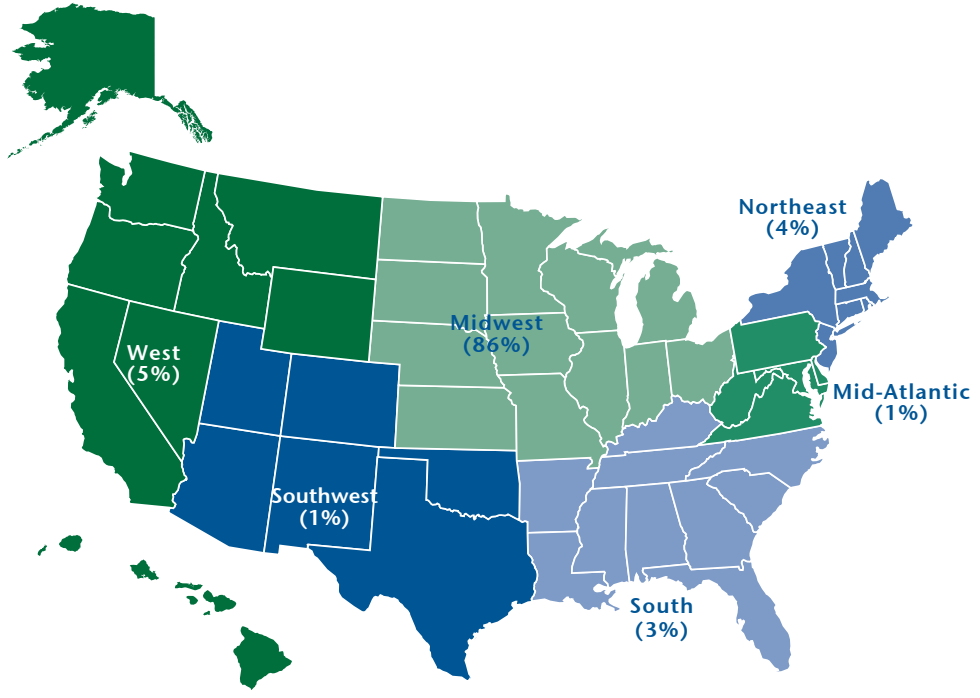 Northeast
(4%)
Midwest
(86%)
West
(5%)
Mid-Atlantic
(1%)
Southwest
(1%)
South
(3%)